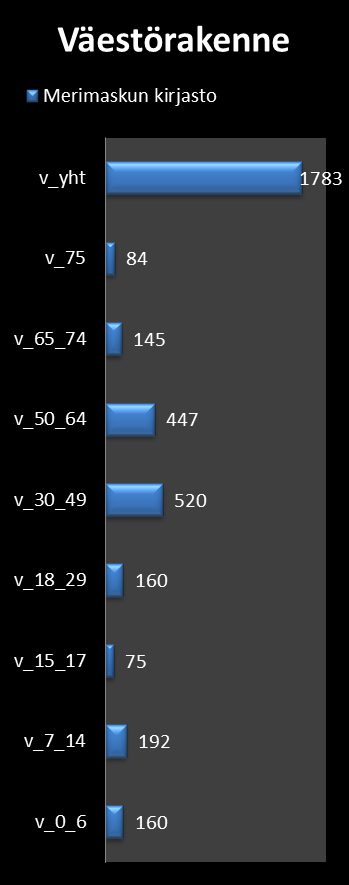 Väestörakenne
Merimaskun kirjasto
v_yht 1783
v_75 84
v_65_74 145
v_50_64 447
v_30_49 520
v_18_29 160
v_15_17 75
v_7_14 192
v_0_6 160